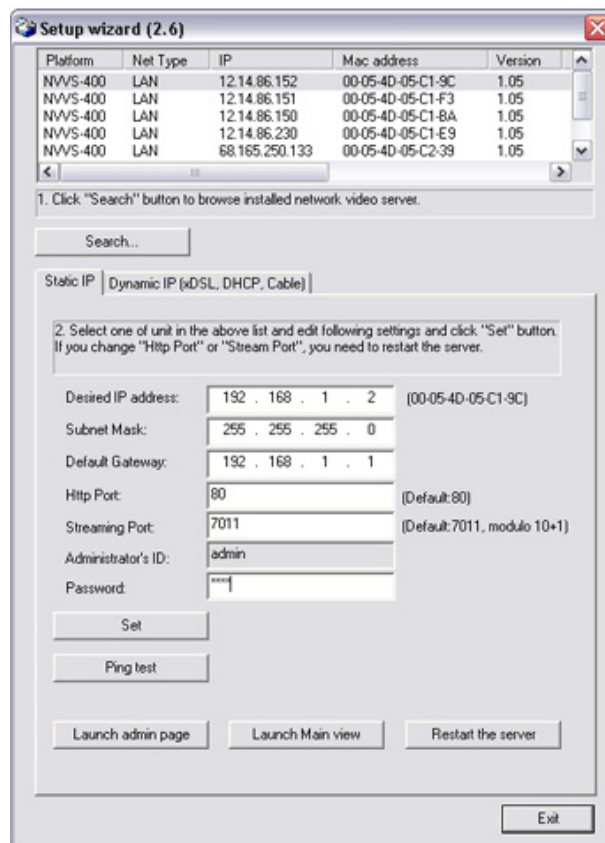 Setup wizard (2.6)
Platform Net Type IP Mac address Version
NVVS-400 LAN 12.14.86.152 00-05-4D-05-C1-9C 1.05
NVVS-400 LAN 12.14.86.151 00-05-4D-05-C1-F3 1.05
NVVS-400 LAN 12.14.86.150 00-05-4D-05-C1-BA 1.05
NVVS-400 LAN 12.14.86.230 00-05-4D-05-C1-E9 1.05
NVVS-400 LAN 68.165.250.133 00-05-4D-05-C2-39 1.05
1. Click "Search" button to browse installed network video server.
Search...
Static IP Dynamic IP (xDSL, DHCP, Cable)
2. Select one of unit in the above list and edit following settings and click "Set" button.
If you change "Http Port" or "Stream Port", you need to restart the server.
Desired IP address: 192 . 168 . 1 . 2 (00-05-4D-05-C1-9C)
Subnet Mask: 255 . 255 . 255 . 0
Default Gateway: 192 . 168 . 1 . 1
Http Port: 80 (Default:80)
Streaming Port: 7011 (Default:7011, modulo 10+1)
Administrator's ID: admin
Password: ****
Set
Ping test
Launch admin page Launch Main view Restart the server
Exit